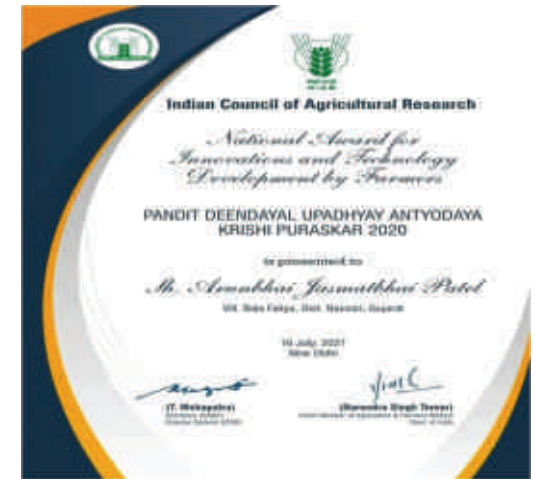 Indian Council of Agricultural Research
National Award for
Innovations and Technology
Development by Farmers
PANDIT DEENDAYAL UPADHYAY ANTYODAYA
KRISHI PURASKAR 2020
is presented to
Sh. Jasmatbhai Patel
Vill. Dist. Navsari, Gujarat
July, 2021
New Delhi
(T. Mohapatra)
(Narendra Singh Tomar)